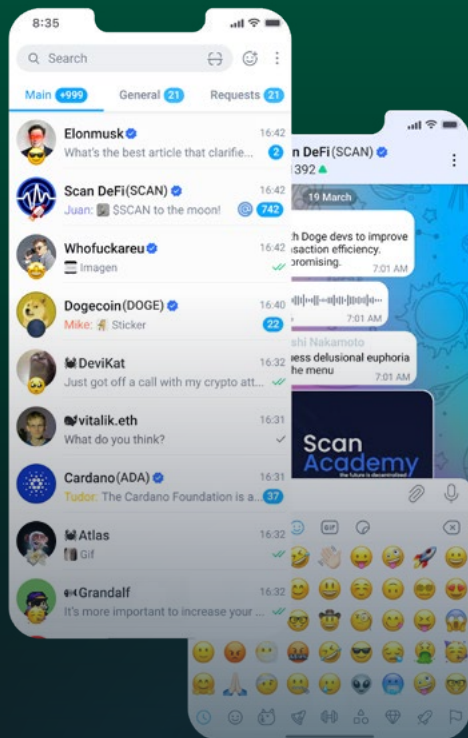 8:35
Search
Main +999 General 21 Requests 21
Elonmusk 16:42
What's the best article that clarifie... 2
Scan DeFi(SCAN) 16:42
Juan: $SCAN to the moon! @ 742
Whofuckareu 16:42
Imagen
Dogecoin(DOGE) 16:40
Mike: Sticker 22
DeviKat 16:32
Just got off a call with my crypto att...
vitalik.eth 16:31
What do you think?
Cardano(ADA) 16:31
Tudor: The Cardano Foundation is a... 37
Atlas 16:32
Gif
Grandalf 16:32
It's more important to increase your ...
n DeFi(SCAN)
1392
19 March
th Doge devs to improve
saction efficiency.
promising.
7:01 AM
7:01 AM
shi Nakamoto
ess delusional euphoria
he menu
7:01 AM
Scan
Academy
the future is decentralized
GIF